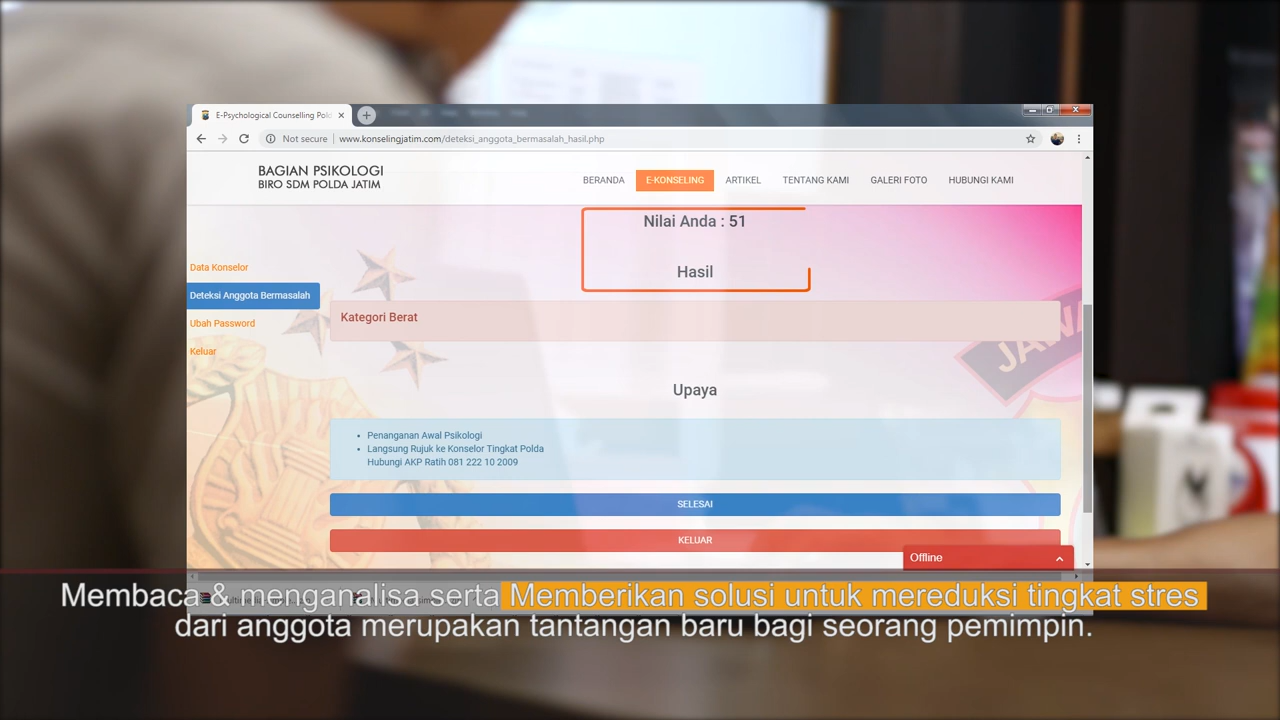 E-Psychological Counselling Pold
Not secure
www.konselingjatim.com/deteksi_anggota_bermasalah_hasil.php
BAGIAN PSIKOLOGI
BIRO SDM POLDA JATIM
BERANDA E-KONSELING ARTIKEL TENTANG KAMI GALERI FOTO HUBUNGI KAMI
Nilai Anda : 51
Hasil
Data Konselor
Deteksi Anggota Bermasalah
Ubah Password
Keluar
Kategori Berat
JAWA
Upaya
Penanganan Awal Psikologi
Langsung Rujuk ke Konselor Tingkat Polda
Hubungi AKP Ratih 081 222 10 2009
SELESAI
KELUAR
Offline
Membaca & menganalisa serta Memberikan solusi untuk mereduksi tingkat stres
dari anggota merupakan tantangan baru bagi seorang pemimpin.